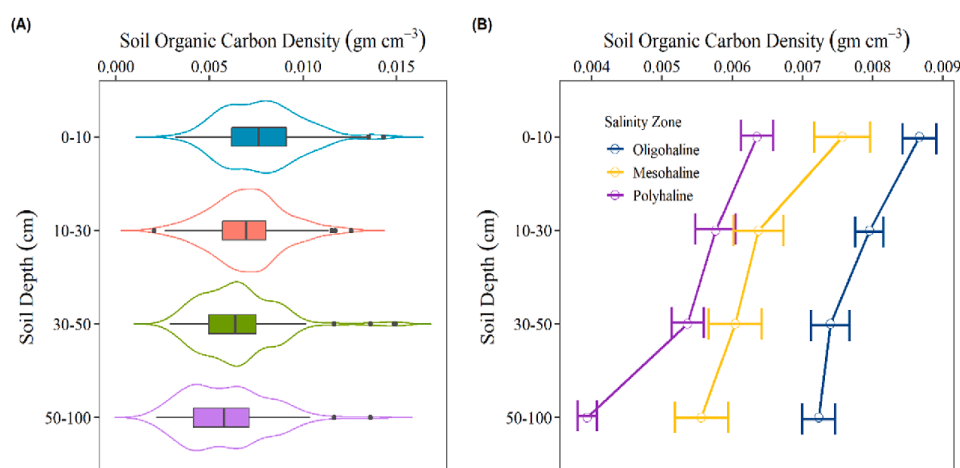 (A)
Soil Organic Carbon Density (gm cm⁻³)
0.000 0.005 0.010 0.015
Soil Depth (cm)
0-10
10-30
30-50
50-100
(B)
Soil Organic Carbon Density (gm cm⁻³)
0.004 0.005 0.006 0.007 0.008 0.009
Soil Depth (cm)
0-10
10-30
30-50
50-100
Salinity Zone
Oligohaline
Mesohaline
Polyhaline